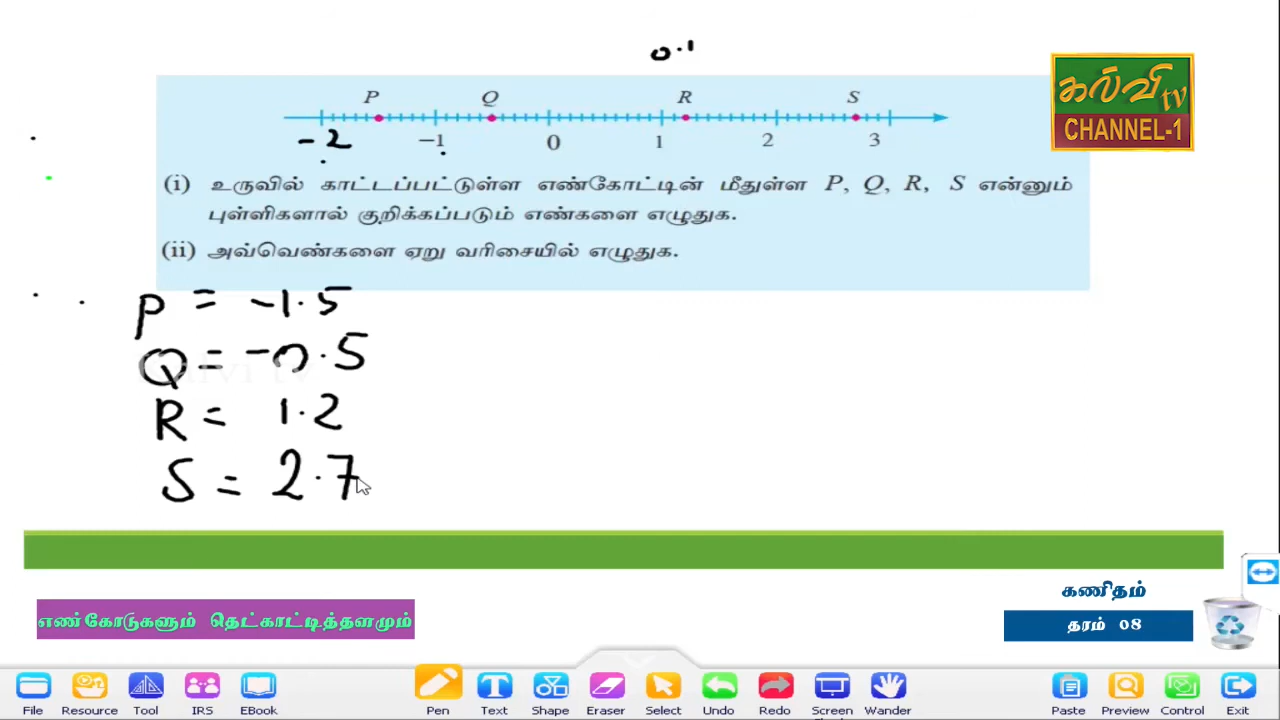 0.1
கல்வி tv
CHANNEL-1
P Q R S
-2 −1 0 1 2 3
(i) உருவில் காட்டப்பட்டுள்ள எண்கோட்டின் மீதுள்ள P, Q, R, S என்னும்
புள்ளிகளால் குறிக்கப்படும் எண்களை எழுதுக.
(ii) அவ்வெண்களை ஏறு வரிசையில் எழுதுக.
P = -1.5
Q = -0.5
R = 1.2
S = 2.7
கணிதம்
எண்கோடுகளும் தெட்காட்டித்தளமும்
தரம் 08
File Resource Tool IRS EBook Pen Text Shape Eraser Select Undo Redo Screen Wander Paste Preview Control Exit